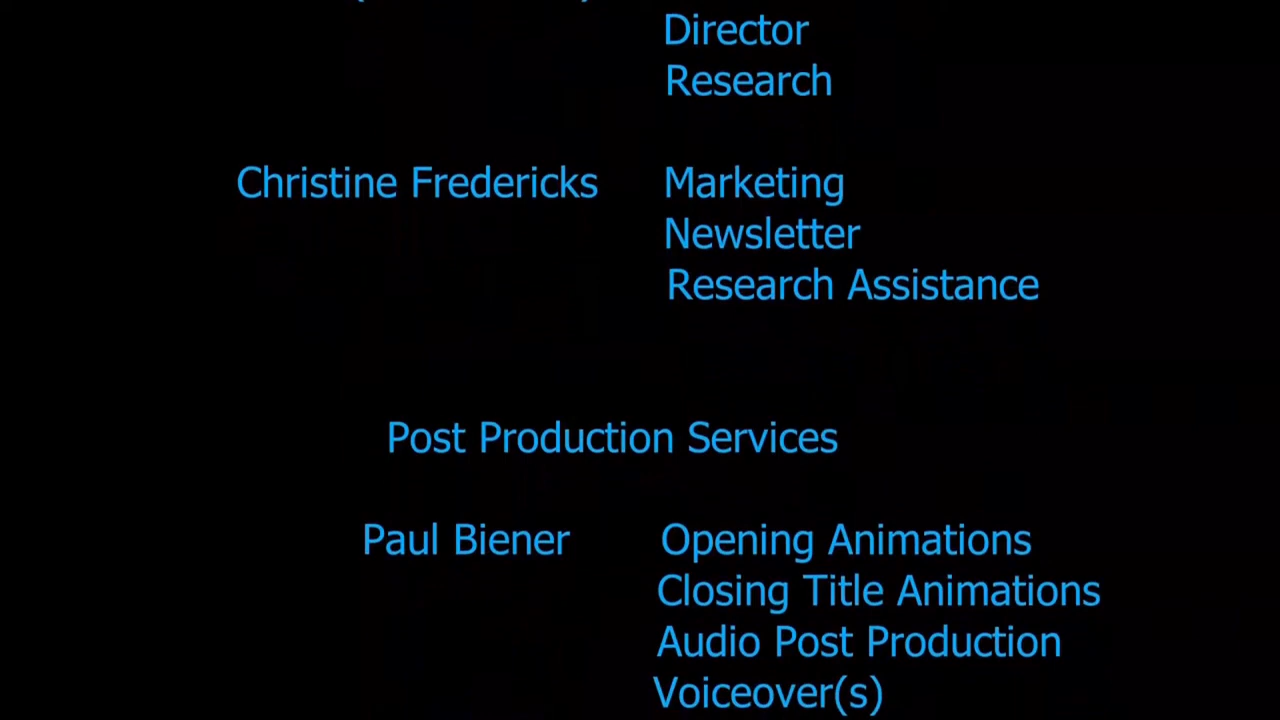 Director
Research
Christine Fredericks Marketing
Newsletter
Research Assistance
Post Production Services
Paul Biener Opening Animations
Closing Title Animations
Audio Post Production
Voiceover(s)